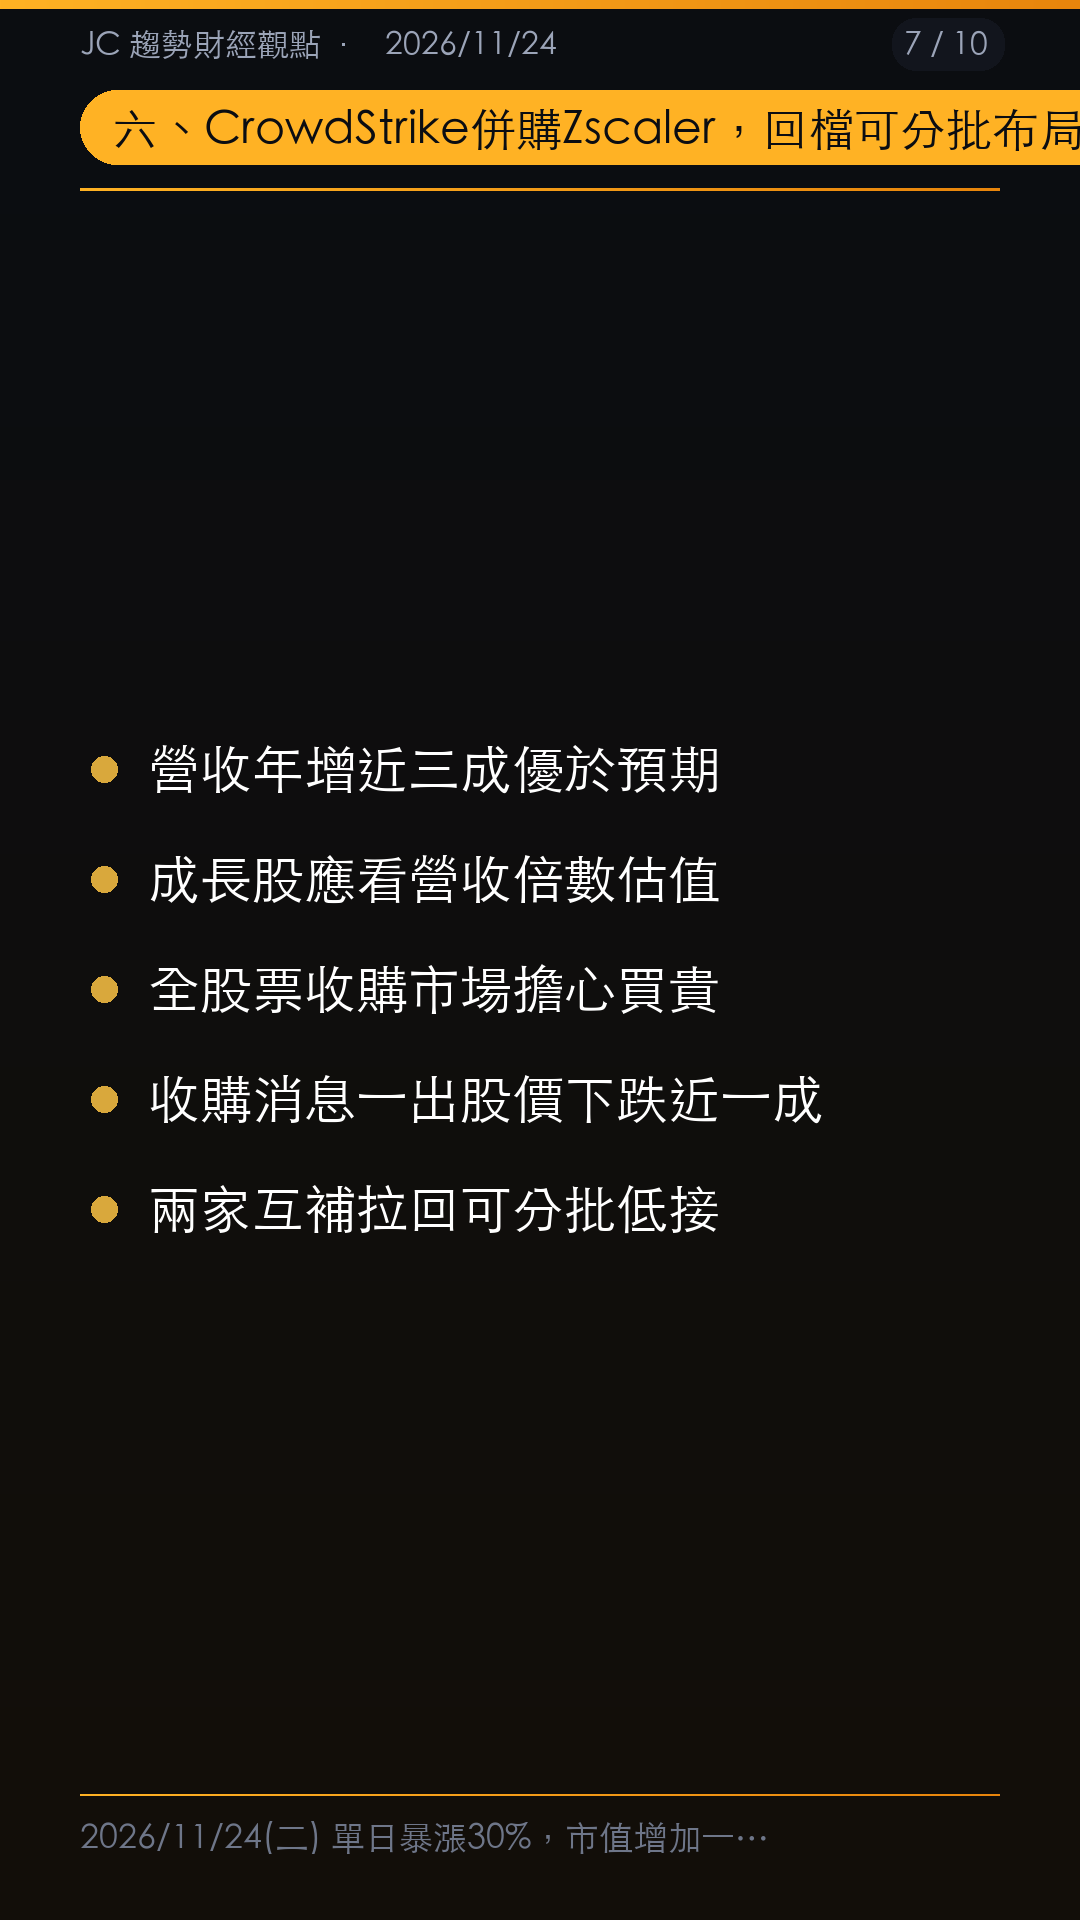 JC 趨勢財經觀點 · 2026/11/24
7 / 10
六、CrowdStrike併購Zscaler，回檔可分批布局
營收年增近三成優於預期
成長股應看營收倍數估值
全股票收購市場擔心買貴
收購消息一出股價下跌近一成
兩家互補拉回可分批低接
2026/11/24(二) 單日暴漲30%，市值增加一…